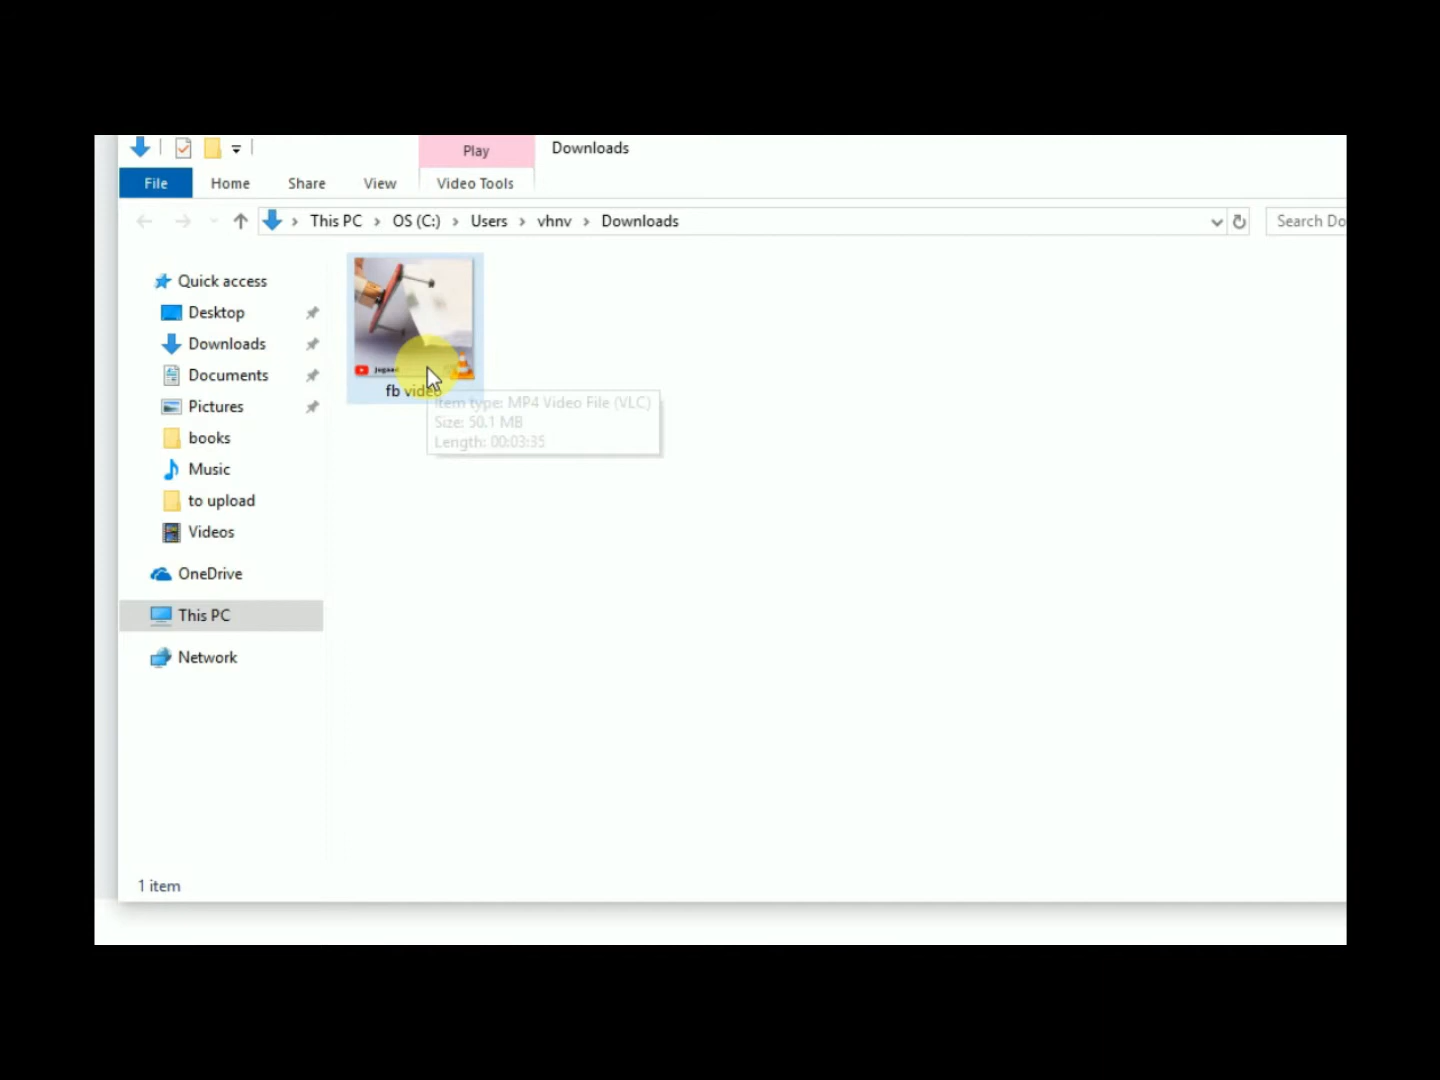 Play
Downloads
File
Home
Share
View
Video Tools
This PC
OS (C:)
Users
vhnv
Downloads
Search Do
Quick access
Desktop
Downloads
Documents
Pictures
books
Music
to upload
Videos
OneDrive
This PC
Network
Jugaad
fb video
Item type: MP4 Video File (VLC)
Size: 50.1 MB
Length: 00:03:35
1 item